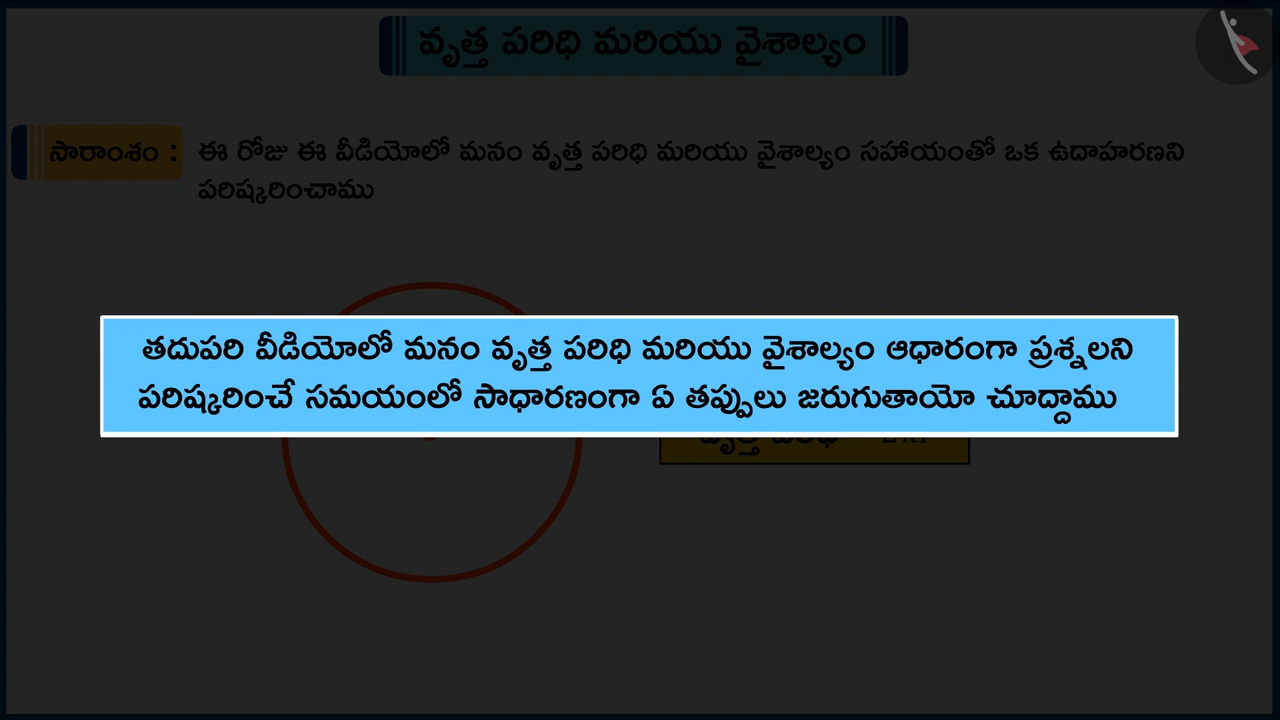 వృత్త పరిధి మరియు వైశాల్యం
సారాంశం : ఈ రోజు ఈ వీడియోలో మనం వృత్త పరిధి మరియు వైశాల్యం సహాయంతో ఒక ఉదాహరణని
పరిష్కరించాము
తదుపరి వీడియోలో మనం వృత్త పరిధి మరియు వైశాల్యం ఆధారంగా ప్రశ్నలని
పరిష్కరించే సమయంలో సాధారణంగా ఏ తప్పులు జరుగుతాయో చూద్దాము